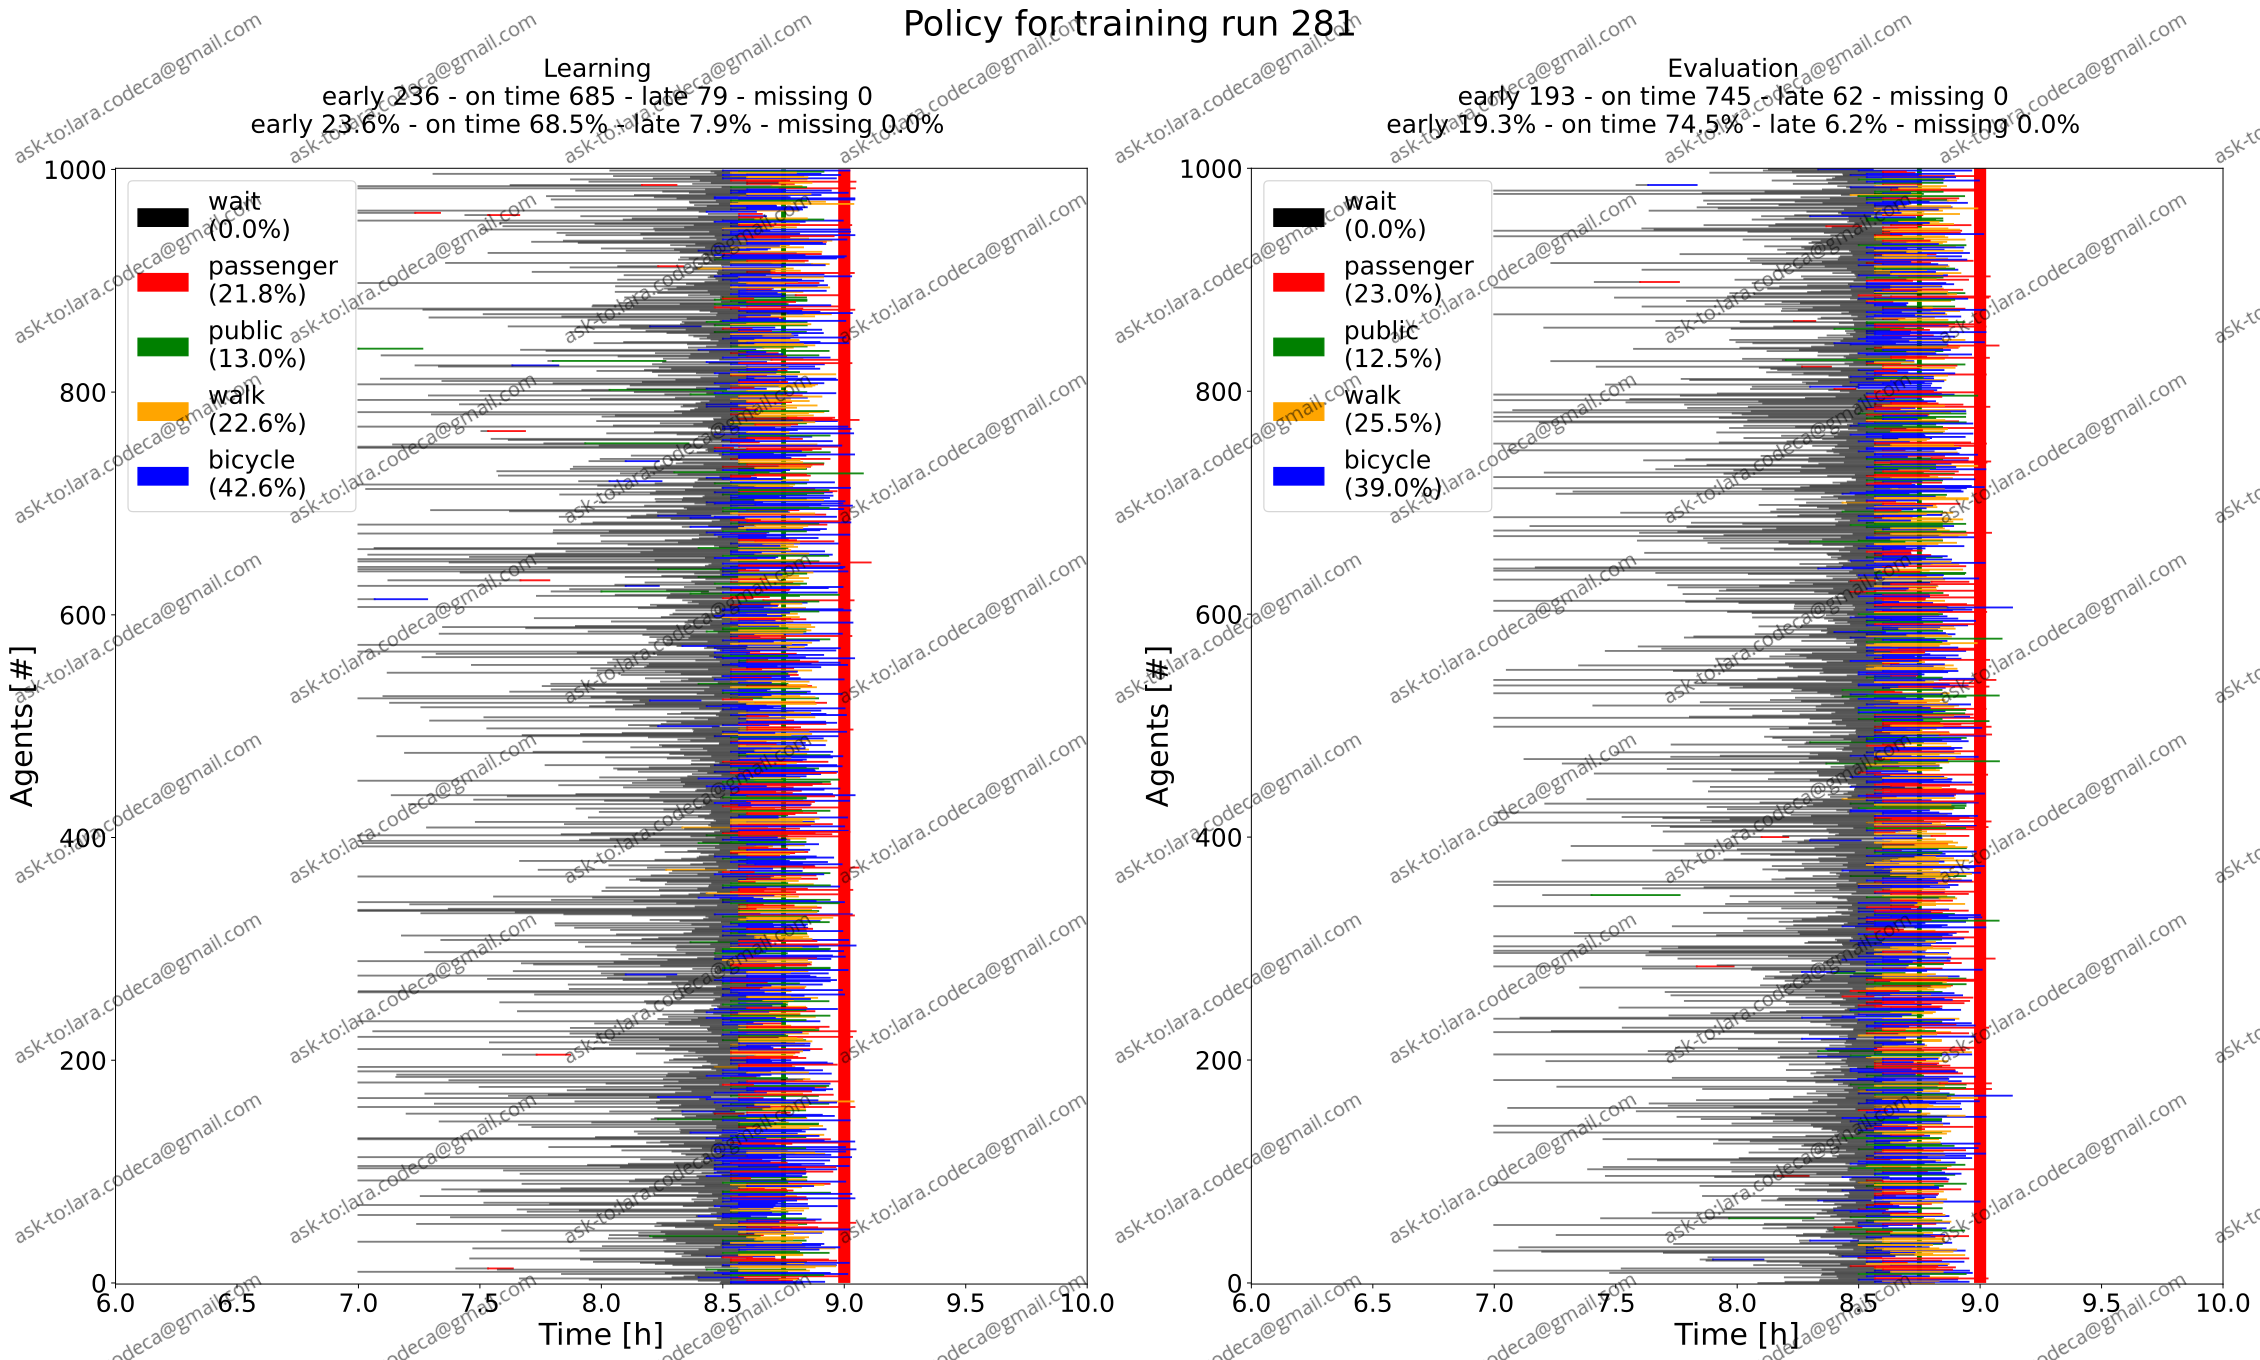 Policy for training run 281
Learning
early 236 - on time 685 - late 79 - missing 0
early 23.6% - on time 68.5% - late 7.9% - missing 0.0%
Evaluation
early 193 - on time 745 - late 62 - missing 0
early 19.3% - on time 74.5% - late 6.2% - missing 0.0%
wait
(0.0%)
passenger
(21.8%)
public
(13.0%)
walk
(22.6%)
bicycle
(42.6%)
1000
800
600
400
200
0
Agents [#]
6.0 6.5 7.0 7.5 8.0 8.5 9.0 9.5 10.0
Time [h]
wait
(0.0%)
passenger
(23.0%)
public
(12.5%)
walk
(25.5%)
bicycle
(39.0%)
1000
800
600
400
200
0
Agents [#]
6.0 6.5 7.0 7.5 8.0 8.5 9.0 9.5 10.0
Time [h]
ask-to:lara.codeca@gmail.com